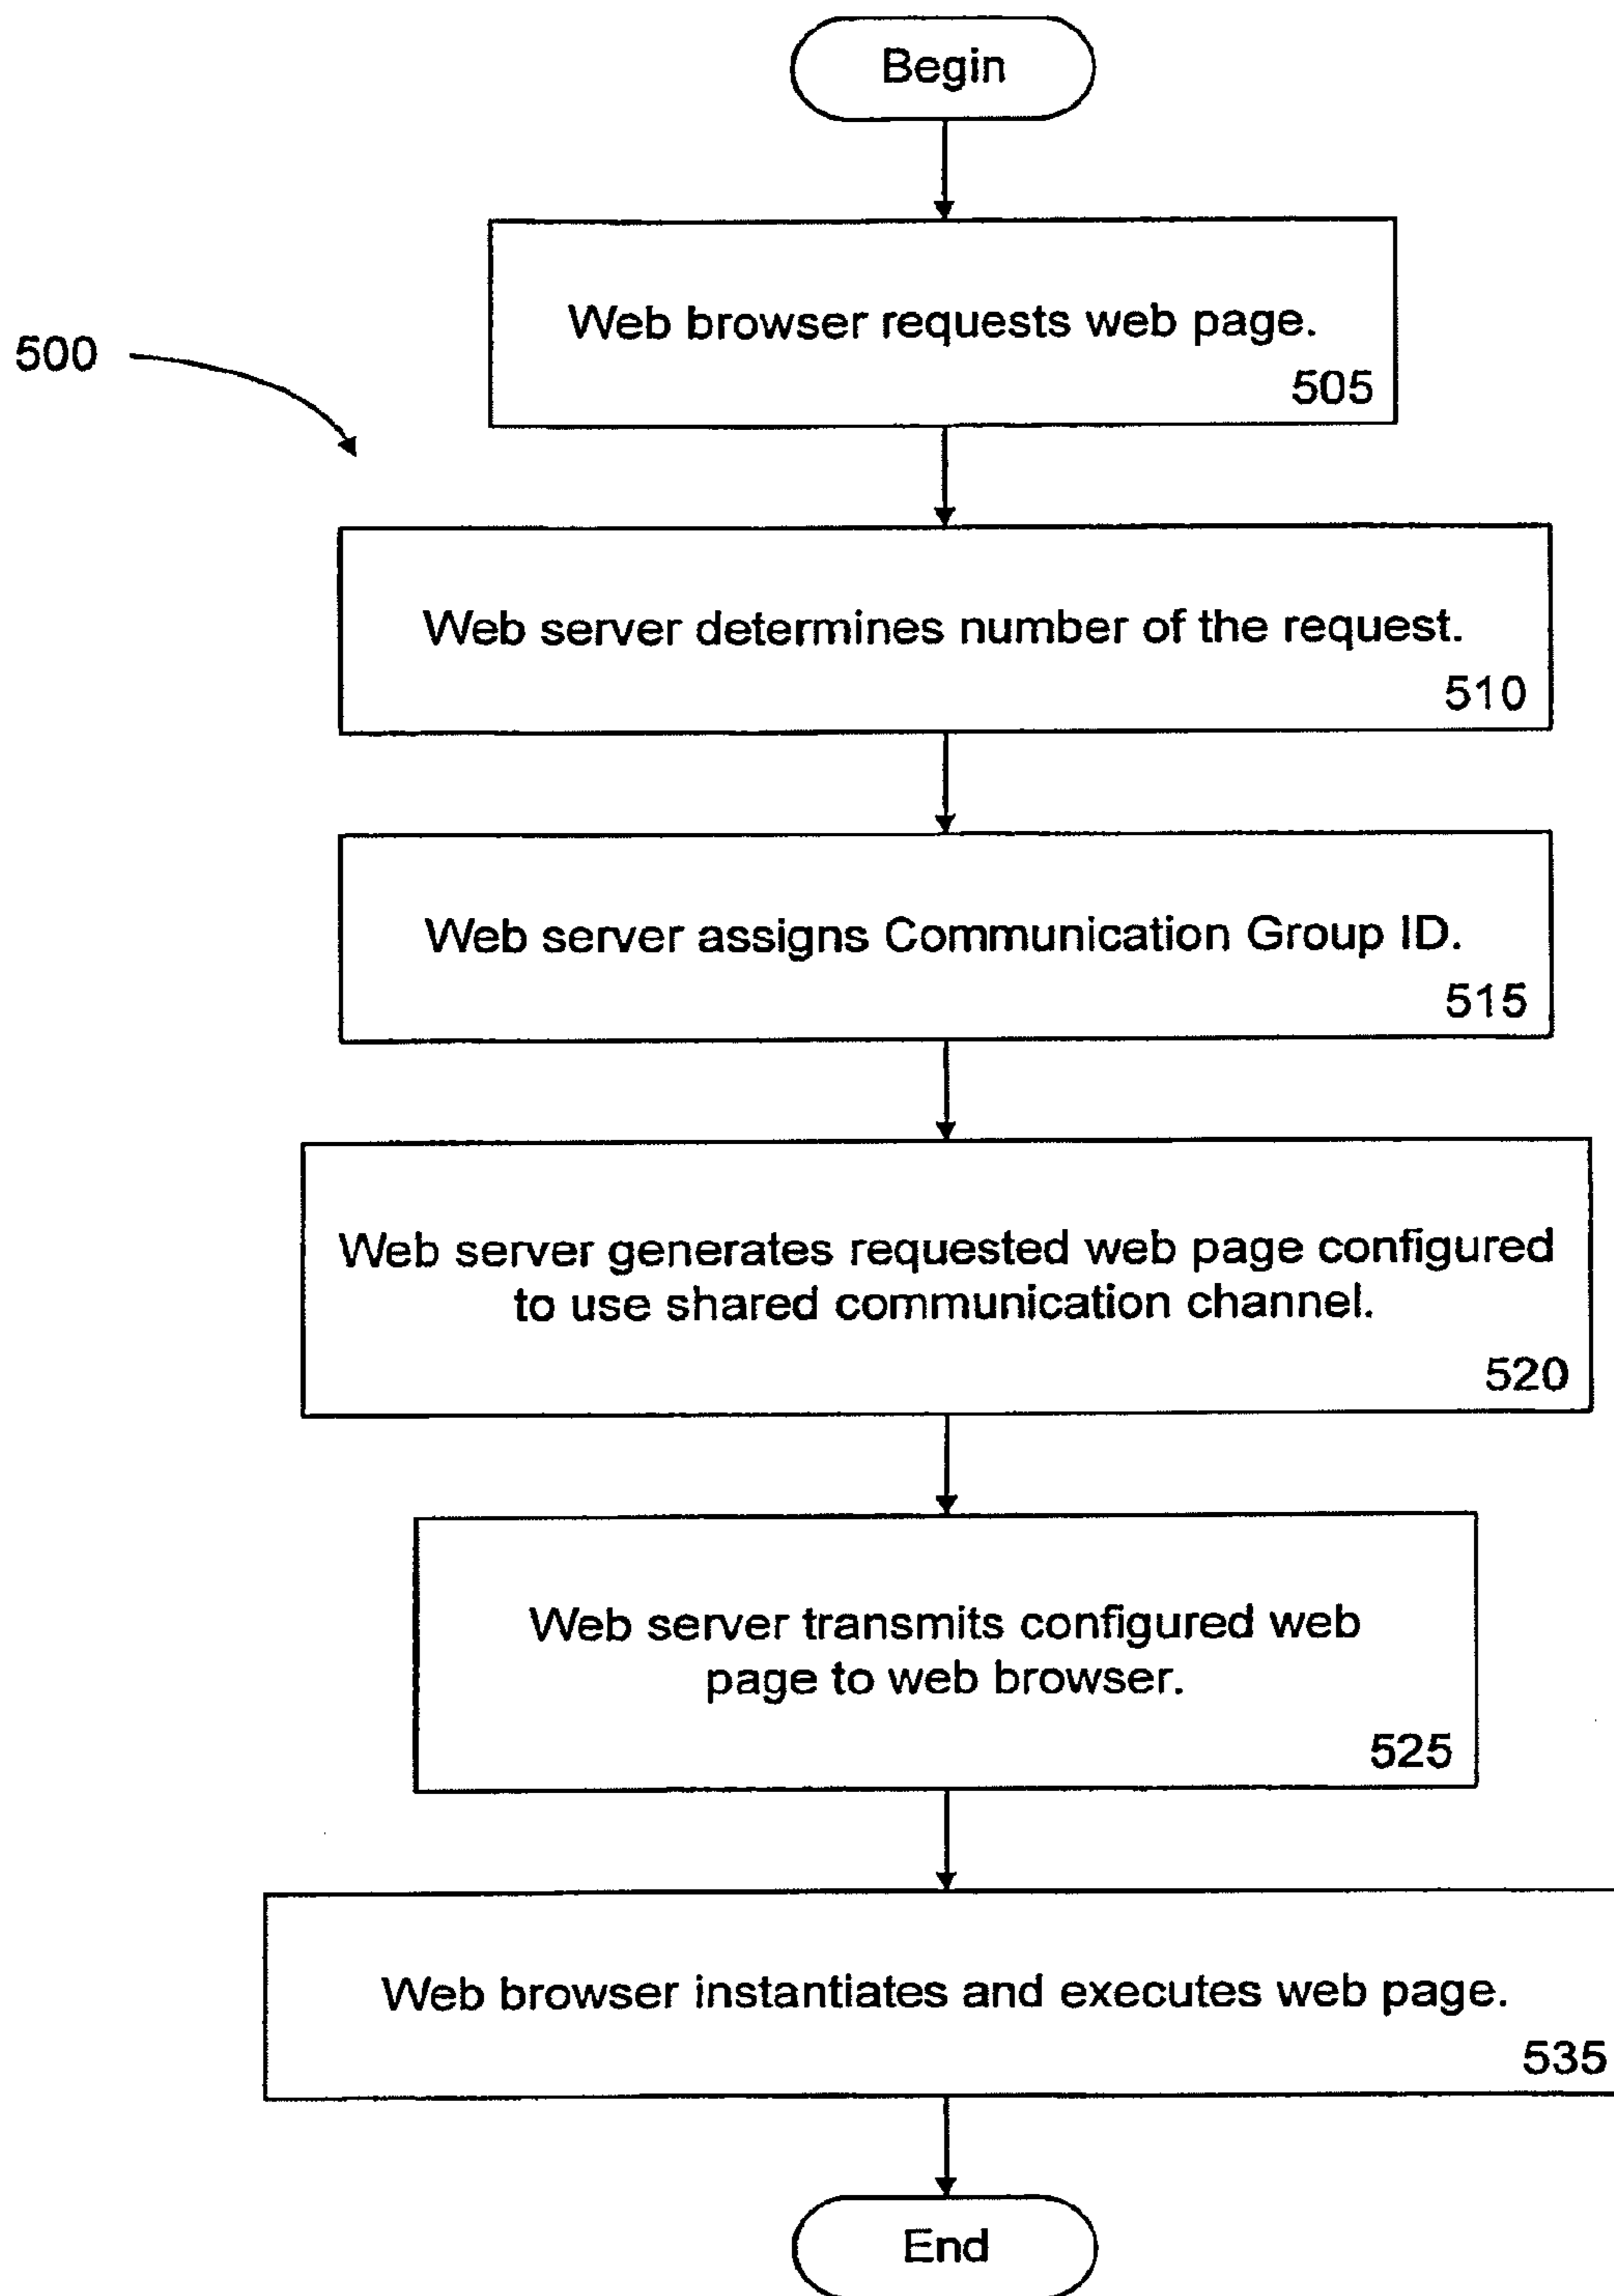 Begin
Web browser requests web page.
505
500
Web server determines number of the request.
510
Web server assigns Communication Group ID.
515
Web server generates requested web page configured
to use shared communication channel.
520
Web server transmits configured web
page to web browser.
525
Web browser instantiates and executes web page.
535
End